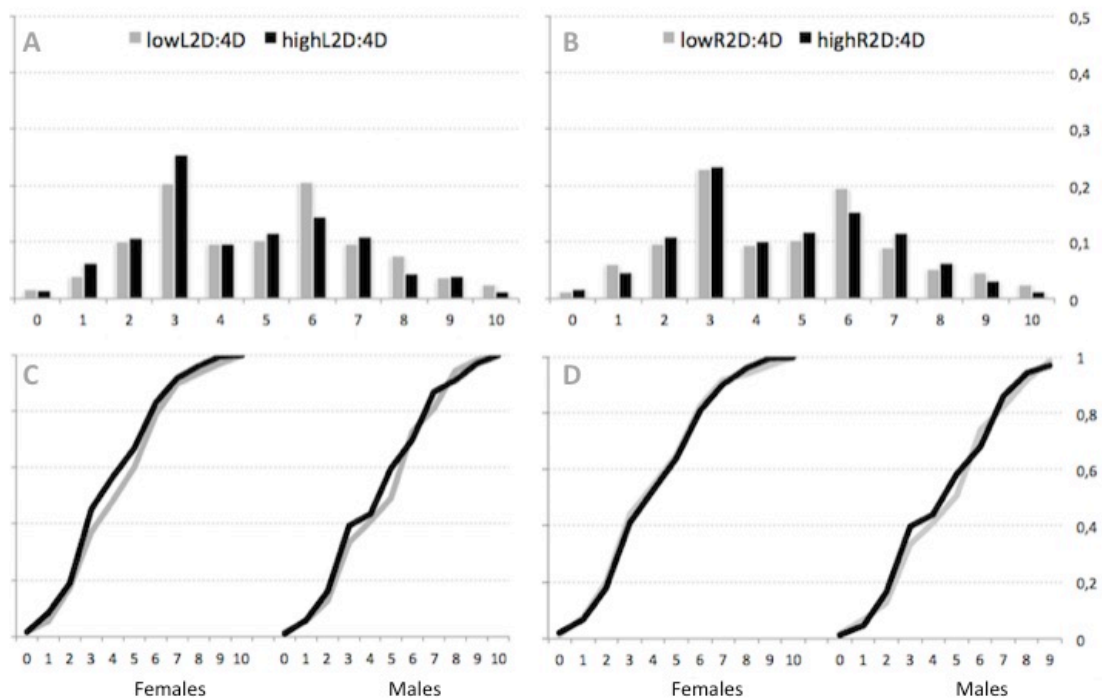 A
lowL2D:4D highL2D:4D
B
lowR2D:4D highR2D:4D
0,5
0,4
0,3
0,2
0,1
0
0 1 2 3 4 5 6 7 8 9 10
0 1 2 3 4 5 6 7 8 9 10
C
D
1
0,8
0,6
0,4
0,2
0
0 1 2 3 4 5 6 7 8 9 10 0 1 2 3 4 5 6 7 8 9 10
0 1 2 3 4 5 6 7 8 9 10 0 1 2 3 4 5 6 7 8 9
Females Males
Females Males